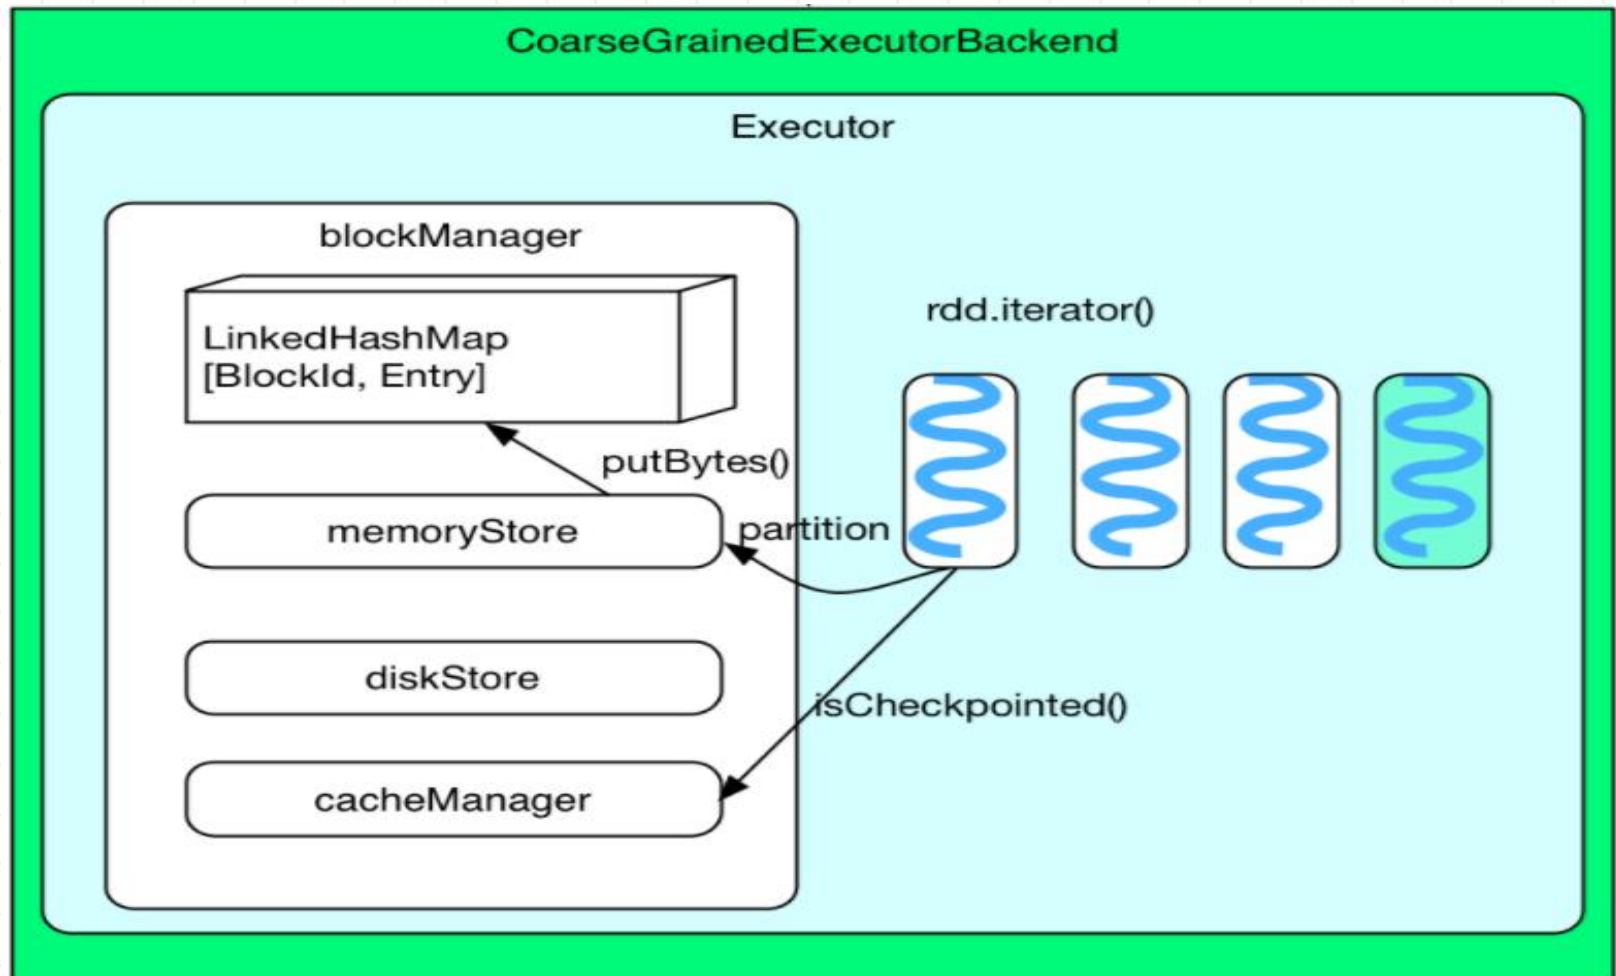 CoarseGrainedExecutorBackend
Executor
blockManager
LinkedHashMap
[BlockId, Entry]
rdd.iterator()
putBytes()
memoryStore
partition
diskStore
isCheckpointed()
cacheManager